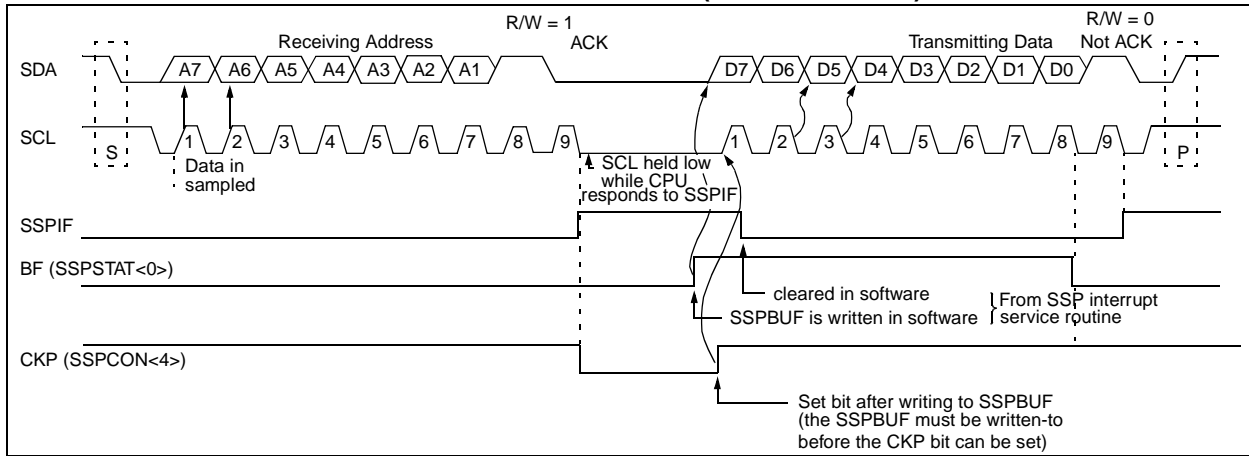 R/W = 1
R/W = 0
Receiving Address
ACK
Transmitting Data
Not ACK
SDA
A7 A6 A5 A4 A3 A2 A1
D7 D6 D5 D4 D3 D2 D1 D0
SCL
S
1 2 3 4 5 6 7 8 9
1 2 3 4 5 6 7 8 9
P
Data in
sampled
SCL held low
while CPU
responds to SSPIF
SSPIF
BF (SSPSTAT<0>)
cleared in software
SSPBUF is written in software
From SSP interrupt
service routine
CKP (SSPCON<4>)
Set bit after writing to SSPBUF
(the SSPBUF must be written-to
before the CKP bit can be set)